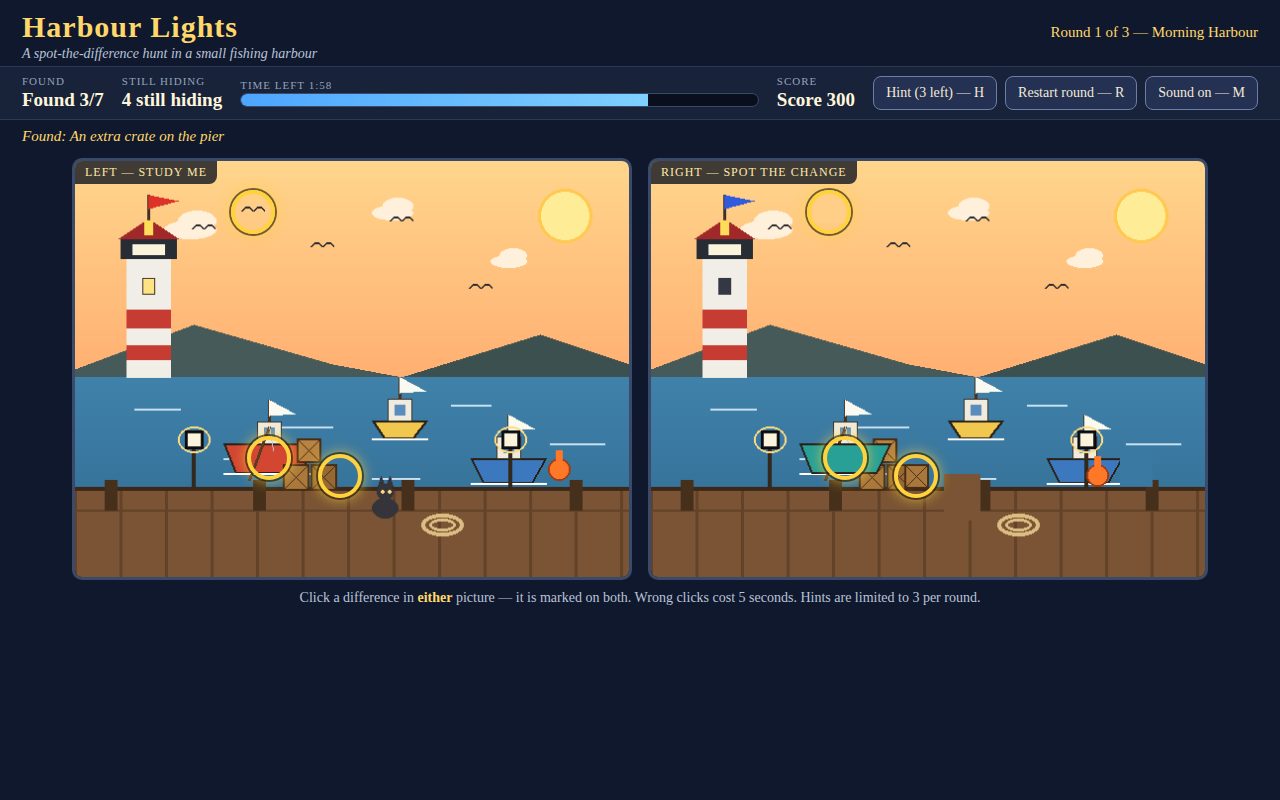 Harbour Lights
A spot-the-difference hunt in a small fishing harbour
Round 1 of 3 — Morning Harbour
FOUND
Found 3/7
STILL HIDING
4 still hiding
TIME LEFT 1:58
SCORE
Score 300
Hint (3 left) — H
Restart round — R
Sound on — M
Found: An extra crate on the pier
LEFT — STUDY ME
RIGHT — SPOT THE CHANGE
Click a difference in either picture — it is marked on both. Wrong clicks cost 5 seconds. Hints are limited to 3 per round.